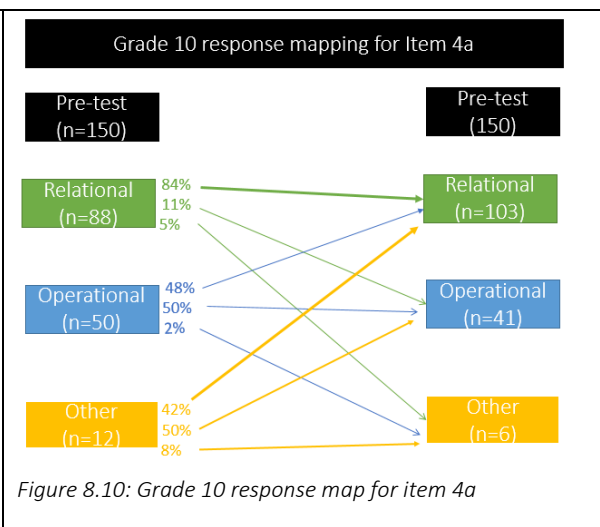 Grade 10 response mapping for Item 4a
Pre-test
(n=150)
Pre-test
(150)
Relational
(n=88)
84%
11%
5%
Relational
(n=103)
Operational
(n=50)
48%
50%
2%
Operational
(n=41)
Other
(n=12)
42%
50%
8%
Other
(n=6)
Figure 8.10: Grade 10 response map for item 4a